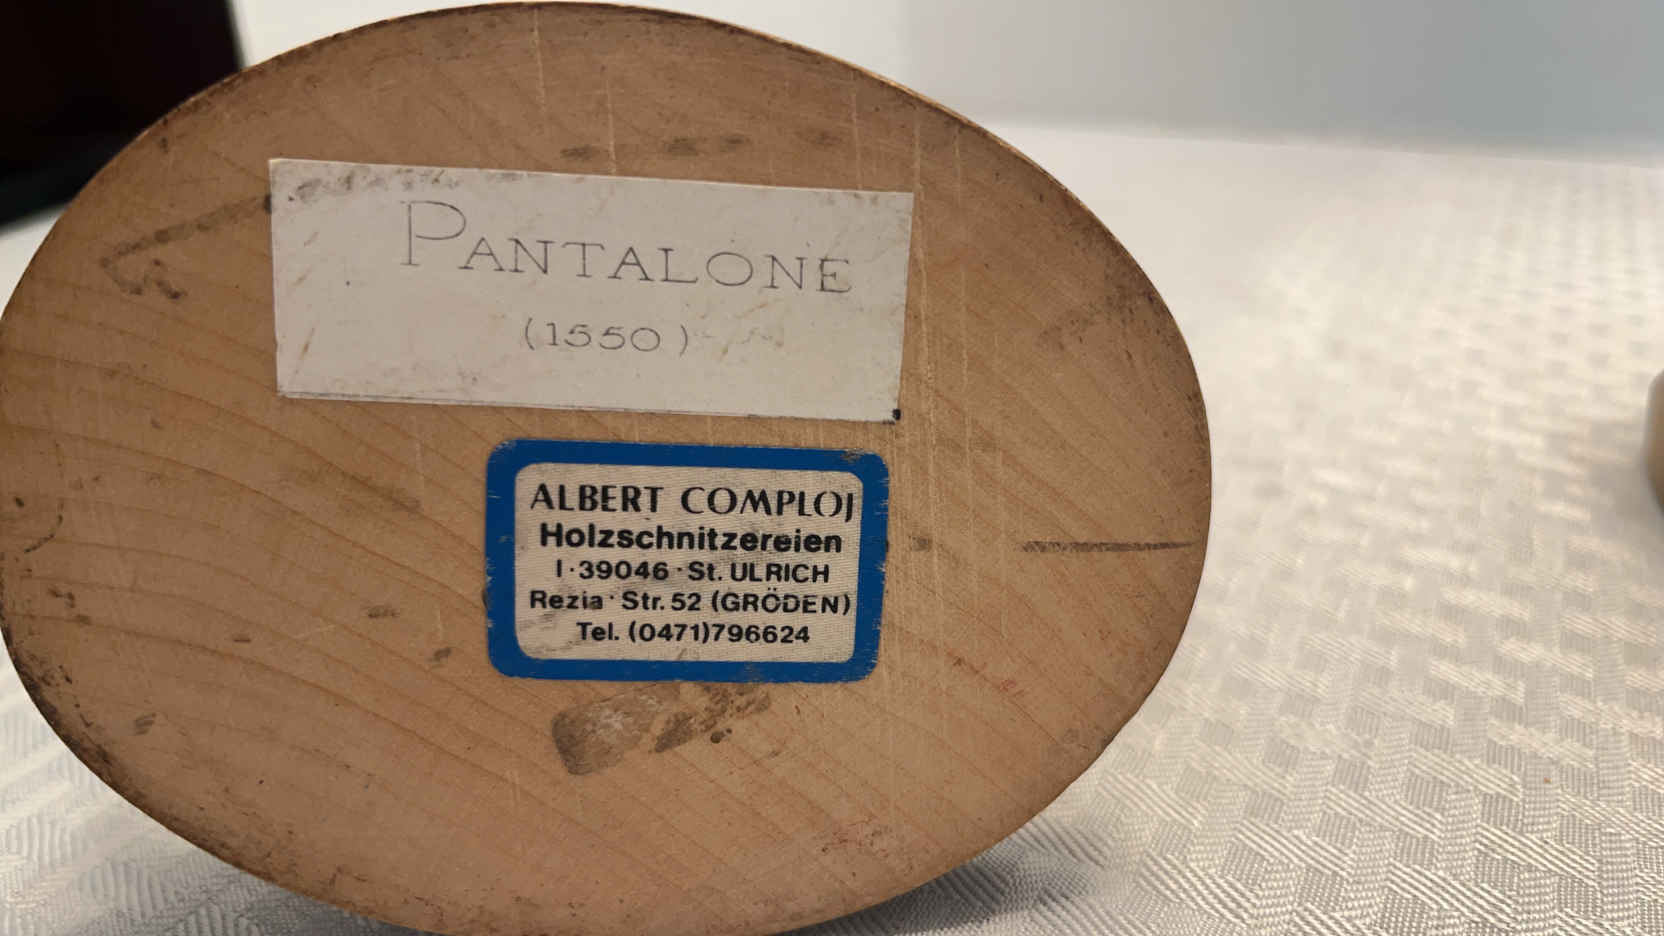 PANTALONE
(1550)
ALBERT COMPLOJ
Holzschnitzereien
I·39046·St. ULRICH
Rezia·Str. 52 (GRÖDEN)
Tel. (0471)796624